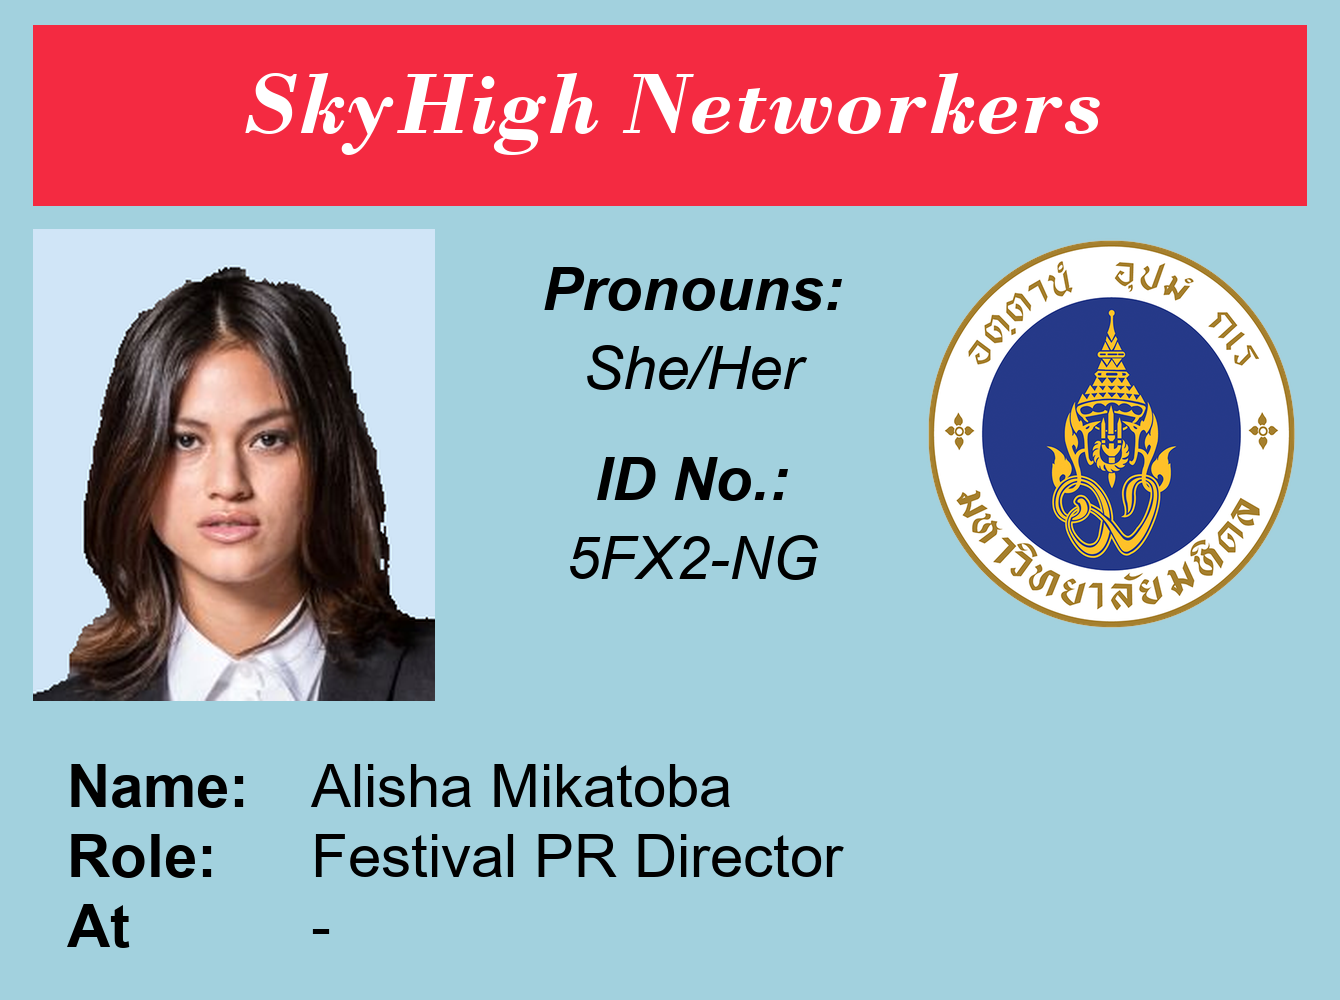 SkyHigh Networkers
Pronouns:
She/Her
ID No.:
5FX2-NG
อตฺตานํ อุปมํ กเร
มหาวิทยาลัยมหิดล
Name: Alisha Mikatoba
Role: Festival PR Director
At -